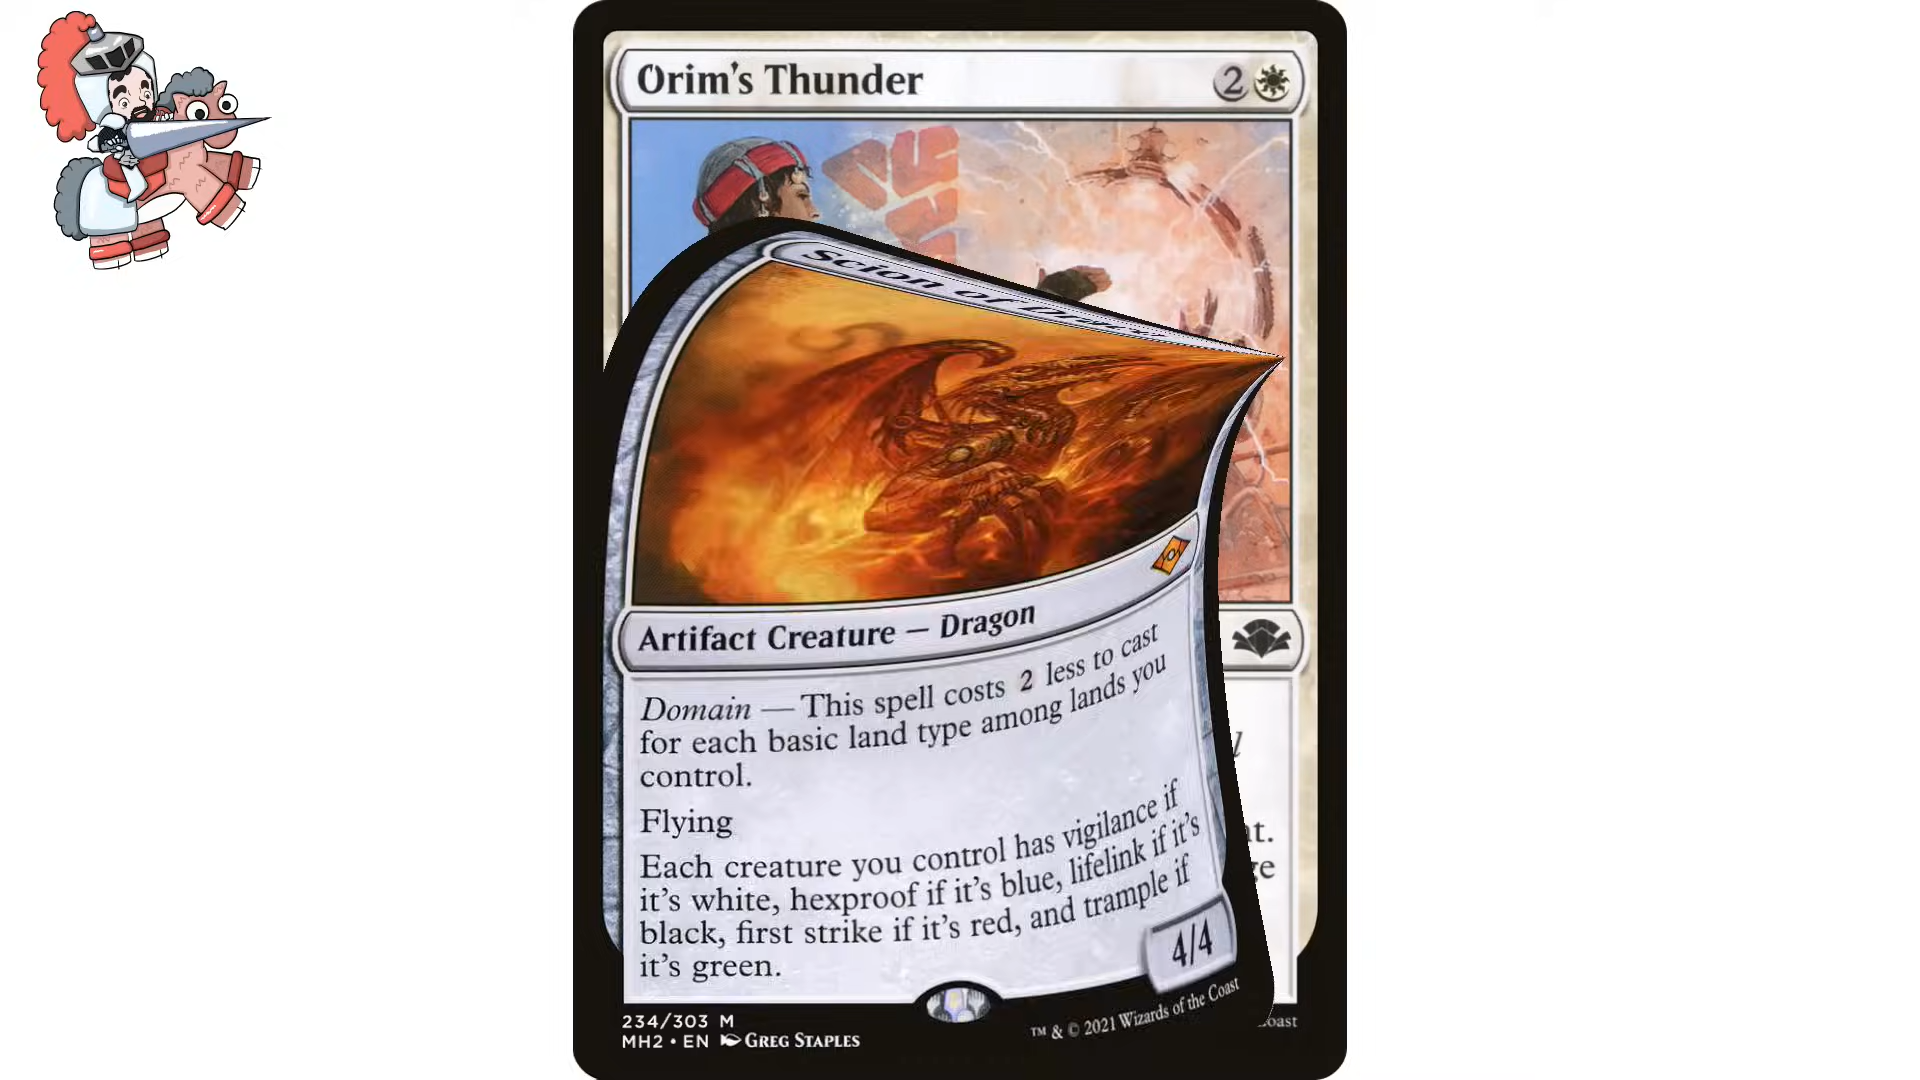 Orim's Thunder 2
Scion of Draco
Artifact Creature — Dragon
Domain — This spell costs 2 less to cast
for each basic land type among lands you
control.
Flying
Each creature you control has vigilance if
it's white, hexproof if it's blue, lifelink if it's
black, first strike if it's red, and trample if
it's green.
4/4
234/303 M
MH2 • EN GREG STAPLES
™ & © 2021 Wizards of the Coast